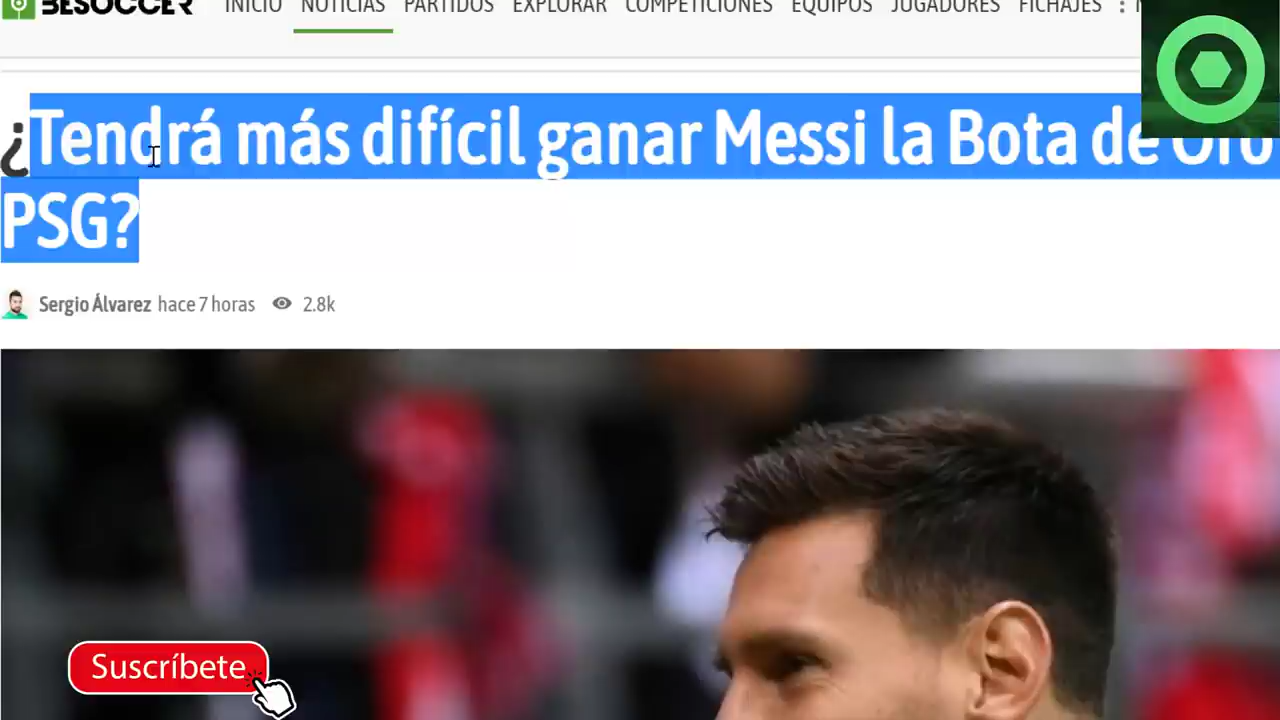 BESOCCER INICIO NOTICIAS PARTIDOS EXPLORAR COMPETICIONES EQUIPOS JUGADORES FICHAJES
¿Tendrá más difícil ganar Messi la Bota de Oro
PSG?
Sergio Álvarez hace 7 horas 2.8k
Suscríbete